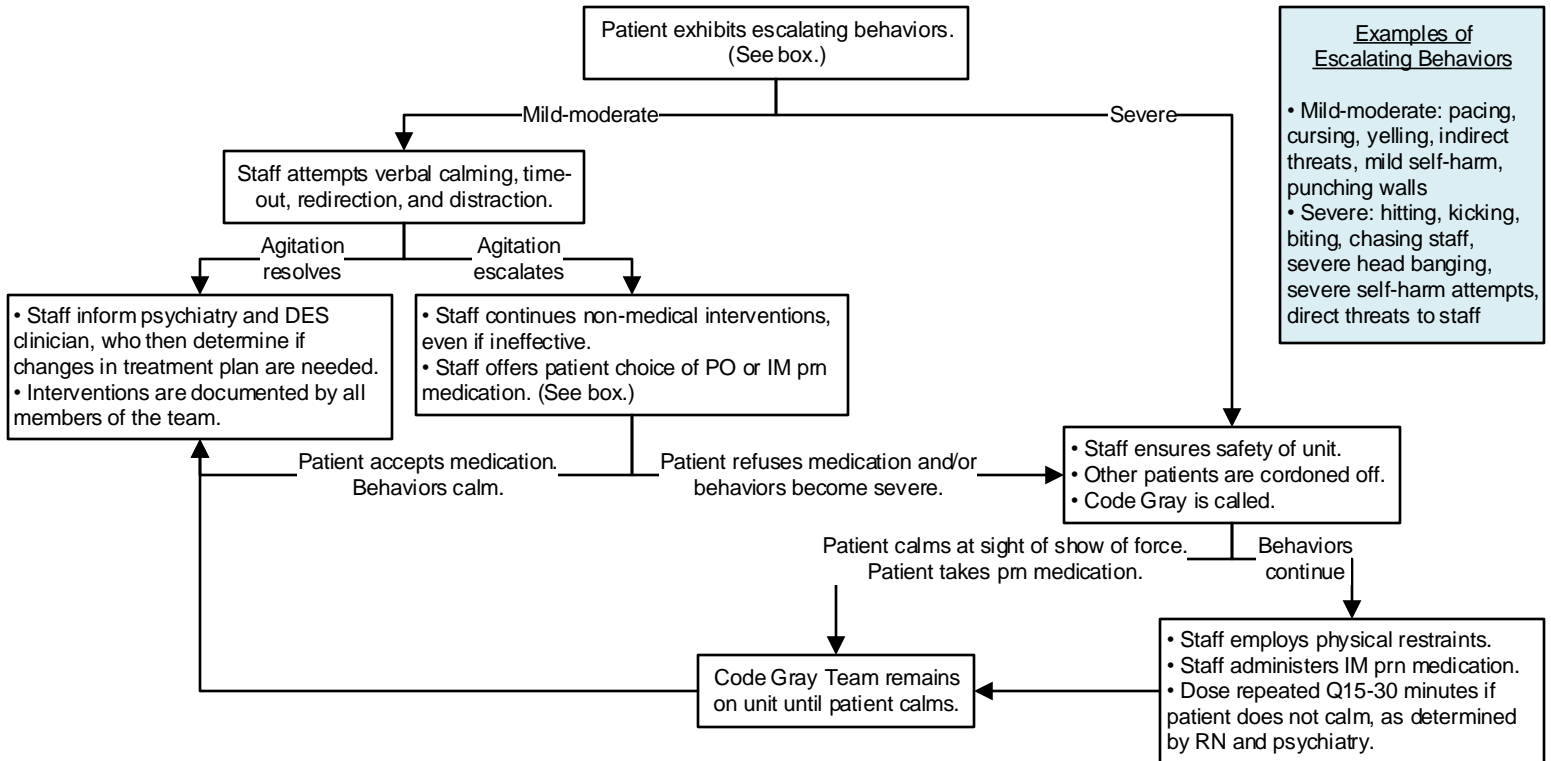 Patient exhibits escalating behaviors.
(See box.)
Examples of
Escalating Behaviors
• Mild-moderate: pacing,
cursing, yelling, indirect
threats, mild self-harm,
punching walls
• Severe: hitting, kicking,
biting, chasing staff,
severe head banging,
severe self-harm attempts,
direct threats to staff
Mild-moderate
Severe
Staff attempts verbal calming, time-
out, redirection, and distraction.
Agitation
resolves
Agitation
escalates
• Staff inform psychiatry and DES
clinician, who then determine if
changes in treatment plan are needed.
• Interventions are documented by all
members of the team.
• Staff continues non-medical interventions,
even if ineffective.
• Staff offers patient choice of PO or IM prn
medication. (See box.)
Patient accepts medication.
Behaviors calm.
Patient refuses medication and/or
behaviors become severe.
• Staff ensures safety of unit.
• Other patients are cordoned off.
• Code Gray is called.
Patient calms at sight of show of force.
Patient takes prn medication.
Behaviors
continue
Code Gray Team remains
on unit until patient calms.
• Staff employs physical restraints.
• Staff administers IM prn medication.
• Dose repeated Q15-30 minutes if
patient does not calm, as determined
by RN and psychiatry.